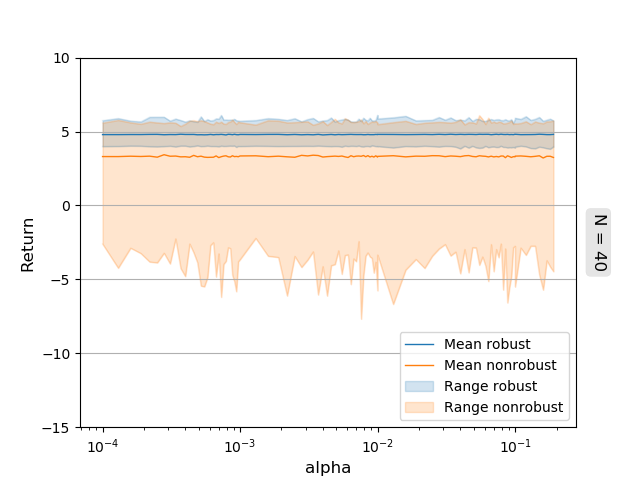 10
5
0
−5
−10
−15
Return
10⁻⁴
10⁻³
10⁻²
10⁻¹
alpha
N = 40
Mean robust
Mean nonrobust
Range robust
Range nonrobust